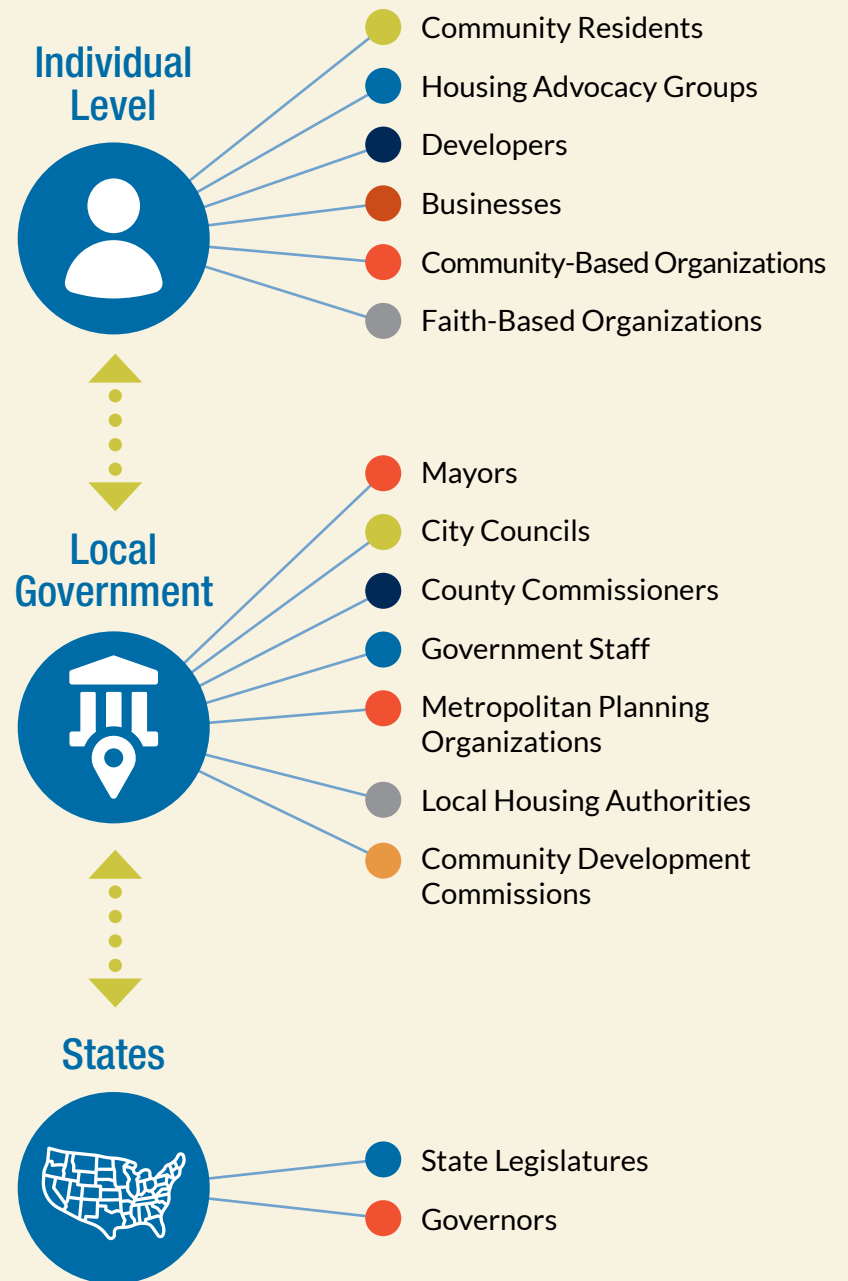 Individual
Level
Community Residents
Housing Advocacy Groups
Developers
Businesses
Community-Based Organizations
Faith-Based Organizations
Local
Government
Mayors
City Councils
County Commissioners
Government Staff
Metropolitan Planning
Organizations
Local Housing Authorities
Community Development
Commissions
States
State Legislatures
Governors